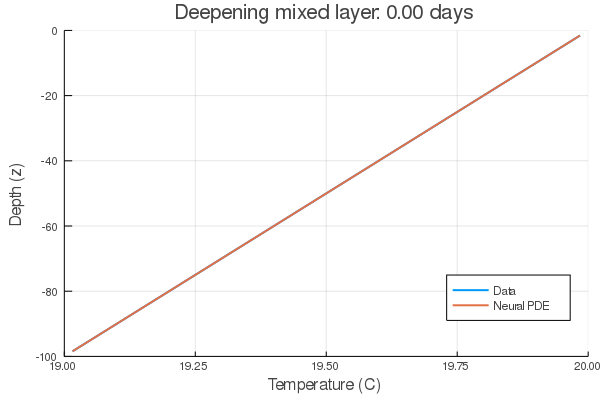 Deepening mixed layer: 0.00 days
0
-20
-40
-60
-80
-100
Depth (z)
Data
Neural PDE
19.00 19.25 19.50 19.75 20.00
Temperature (C)